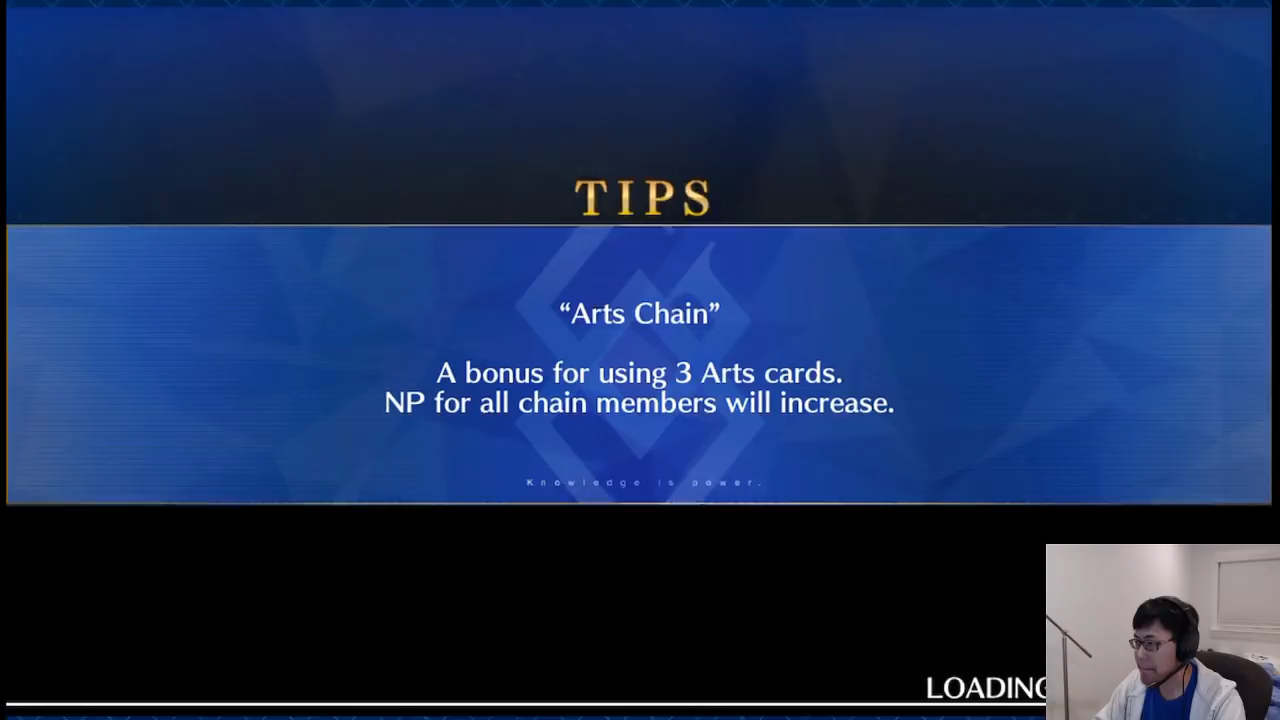 TIPS
“Arts Chain”
A bonus for using 3 Arts cards.
NP for all chain members will increase.
Knowledge is power.
LOADING